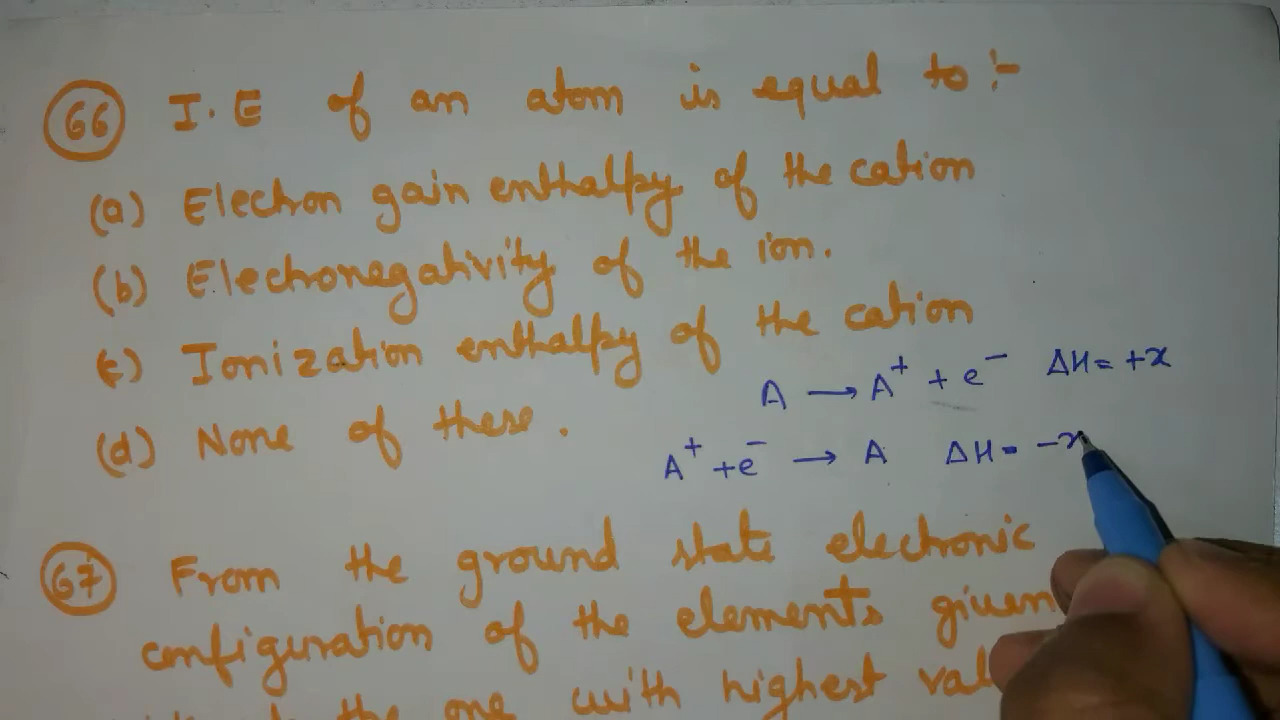 66 I.E of an atom is equal to :-
(a) Electron gain enthalpy of the cation
(b) Electronegativity of the ion.
(c) Ionization enthalpy of the cation
A → A⁺ + e⁻ ΔH = +x
(d) None of these.
A⁺ + e⁻ → A ΔH = -x
67 From the ground state electronic
configuration of the elements given
the one with highest